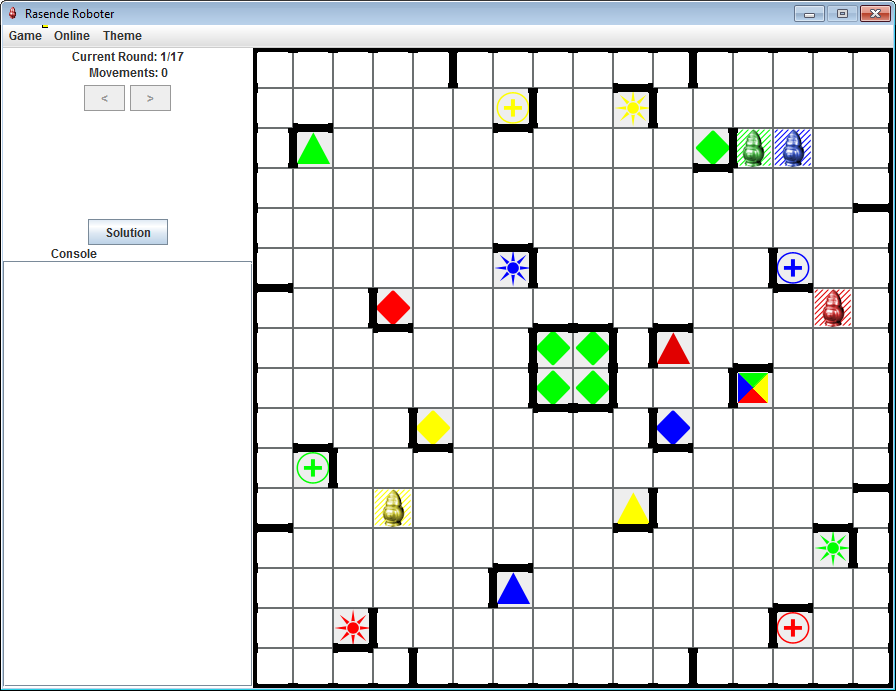 Rasende Roboter
Game Online Theme
Current Round: 1/17
Movements: 0
< >
Solution
Console